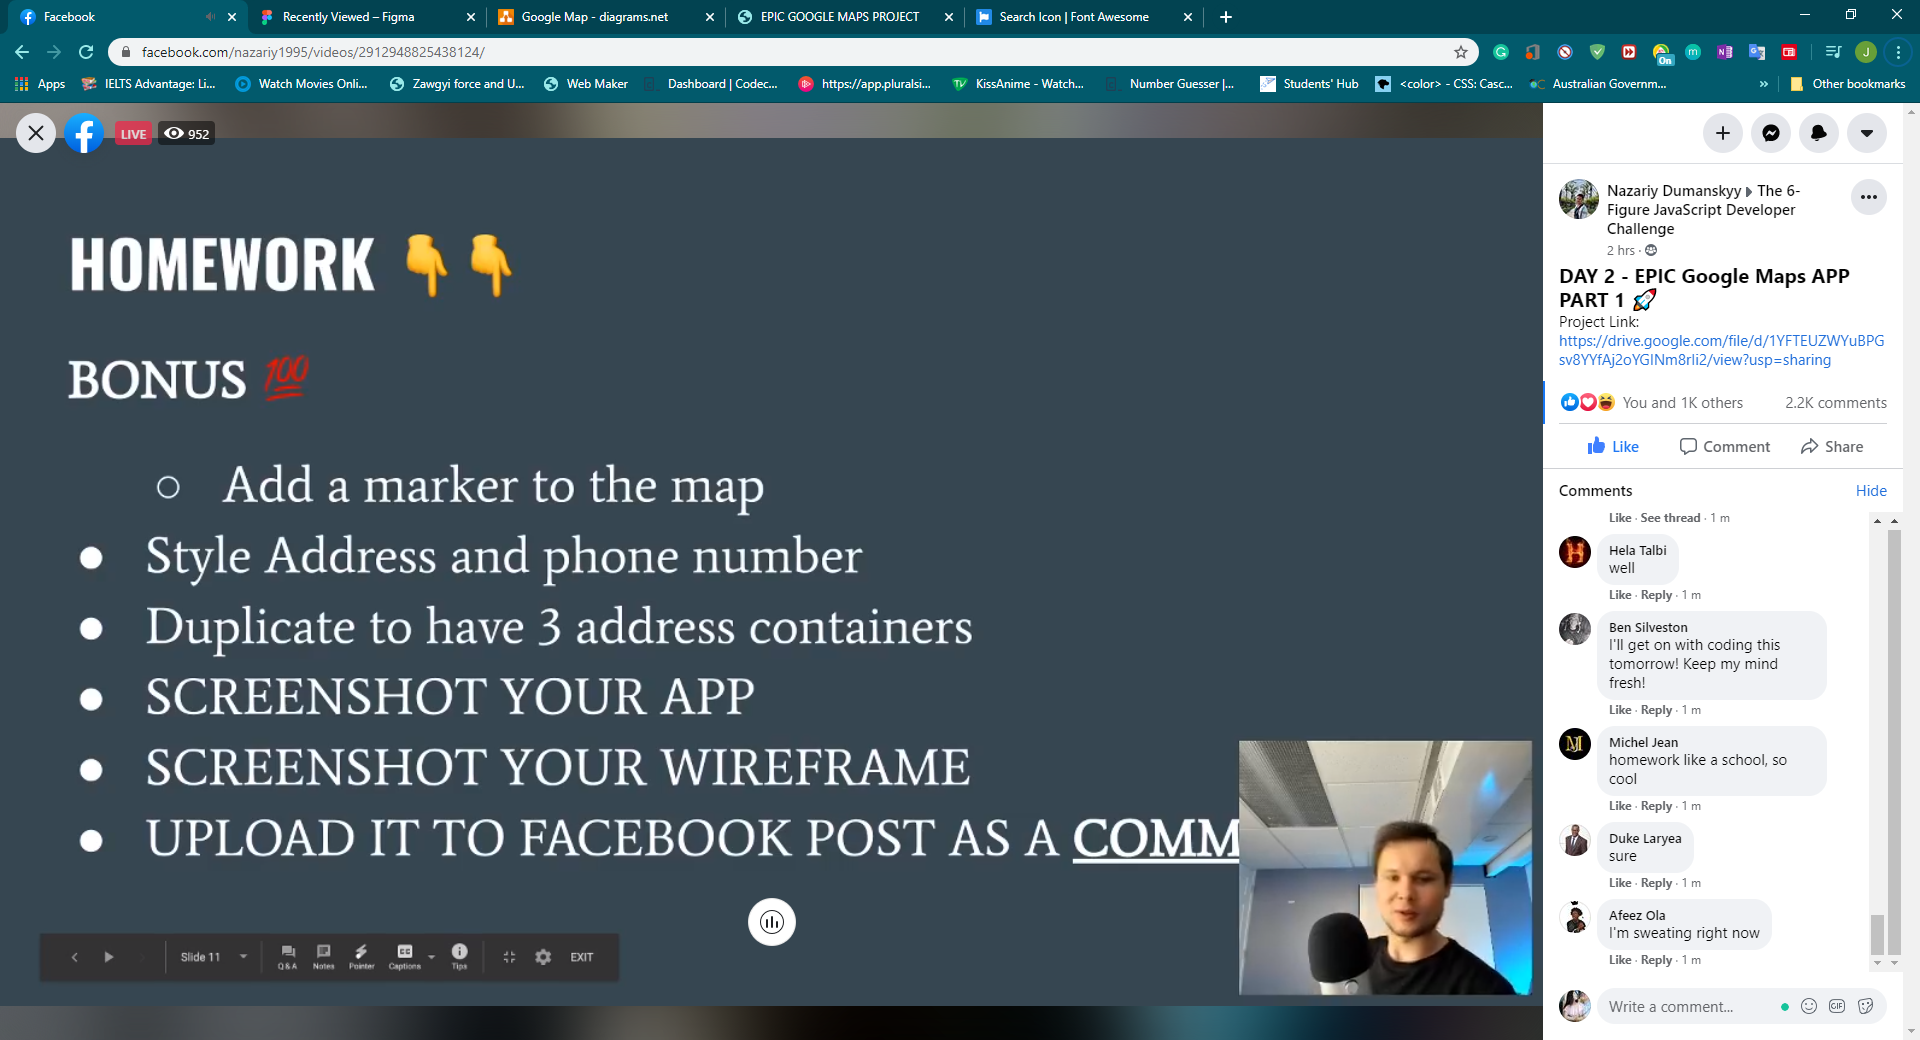 Facebook
Recently Viewed – Figma
Google Map - diagrams.net
EPIC GOOGLE MAPS PROJECT
Search Icon | Font Awesome
facebook.com/nazariy1995/videos/2912948825438124/
On
J
Apps
IELTS Advantage: Li...
Watch Movies Onli...
Zawgyi force and U...
Web Maker
Dashboard | Codec...
https://app.pluralsi...
KissAnime - Watch...
Number Guesser |...
Students' Hub
<color> - CSS: Casc...
Australian Governm...
»
Other bookmarks
LIVE
952
HOMEWORK 👇👇
BONUS 💯
○ Add a marker to the map
● Style Address and phone number
● Duplicate to have 3 address containers
● SCREENSHOT YOUR APP
● SCREENSHOT YOUR WIREFRAME
● UPLOAD IT TO FACEBOOK POST AS A COMM
Slide 11
Q&A
Notes
Pointer
Captions
Tips
EXIT
Nazariy Dumanskyy ▸ The 6-
Figure JavaScript Developer
Challenge
2 hrs ·
DAY 2 - EPIC Google Maps APP
PART 1 🚀
Project Link:
https://drive.google.com/file/d/1YFTEUZWYuBPG
sv8YYfAj2oYGlNm8rli2/view?usp=sharing
You and 1K others
2.2K comments
Like
Comment
Share
Comments
Hide
Like · See thread · 1 m
Hela Talbi
well
Like · Reply · 1 m
Ben Silveston
I'll get on with coding this
tomorrow! Keep my mind
fresh!
Like · Reply · 1 m
Michel Jean
homework like a school, so
cool
Like · Reply · 1 m
Duke Laryea
sure
Like · Reply · 1 m
Afeez Ola
I'm sweating right now
Like · Reply · 1 m
Write a comment...
GIF